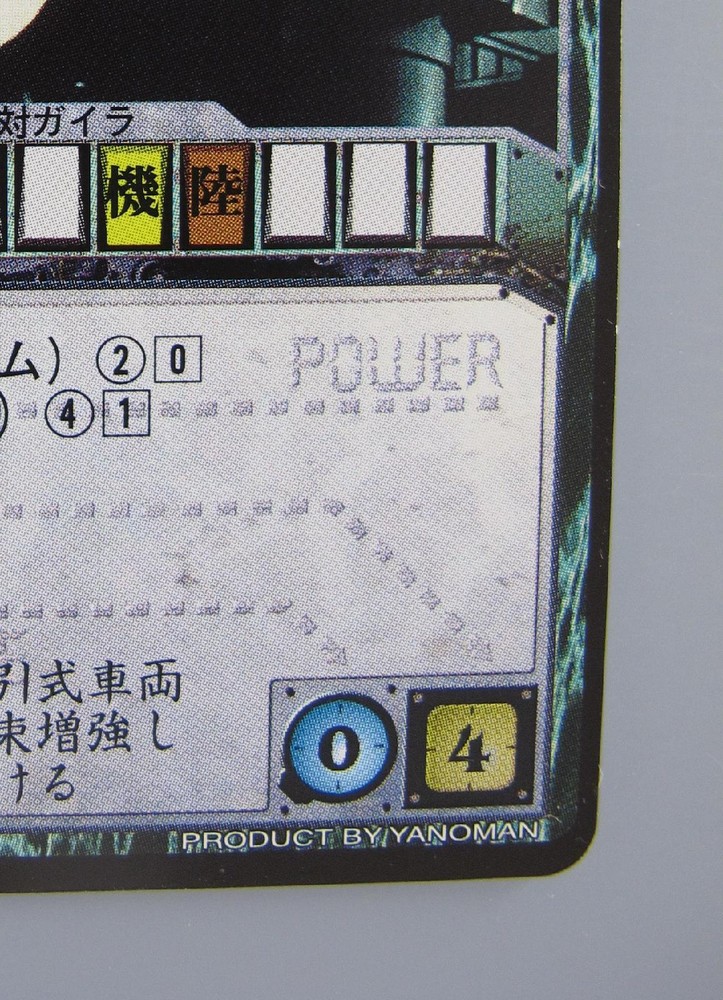 対ガイラ
機 陸
ム) ② 0 POWER
) ④ 1
引式車両
束増強し
ける
0 4
PRODUCT BY YANOMAN